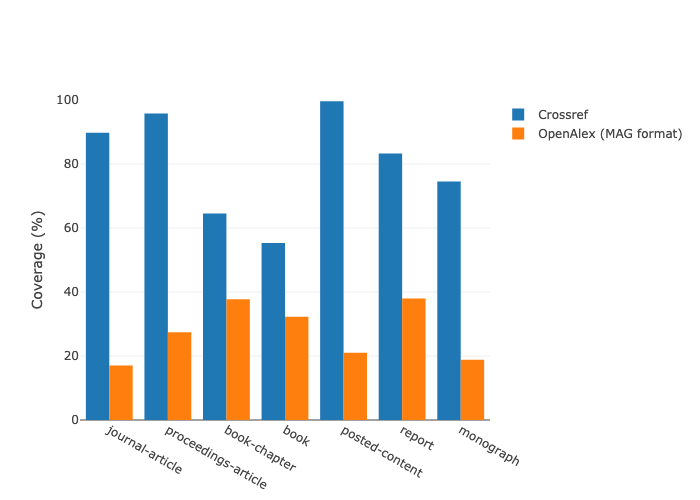 100
80
60
40
20
0
Coverage (%)
journal-article
proceedings-article
book-chapter
book
posted-content
report
monograph
Crossref
OpenAlex (MAG format)